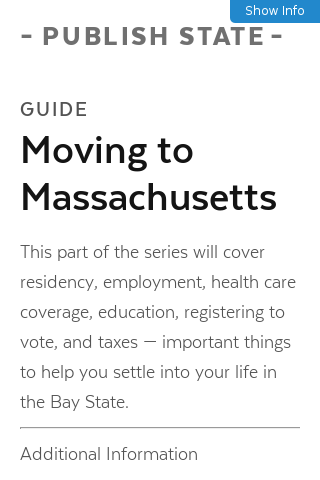 Show Info
– PUBLISH STATE –
GUIDE
Moving to
Massachusetts
This part of the series will cover
residency, employment, health care
coverage, education, registering to
vote, and taxes — important things
to help you settle into your life in
the Bay State.
Additional Information